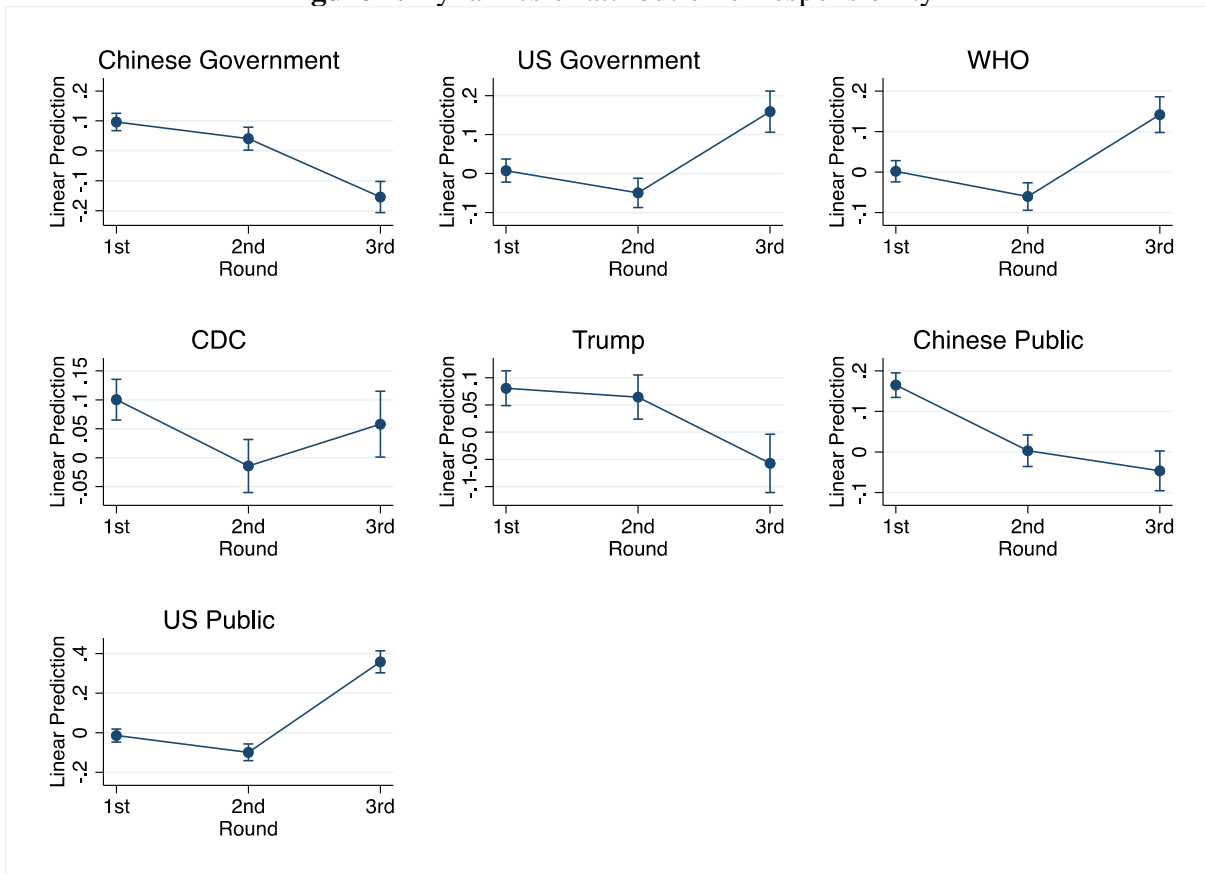 Chinese Government
US Government
WHO
Linear Prediction
-.2 -.1 0 .1 .2
1st 2nd 3rd
Round
Linear Prediction
-.1 0 .1 .2
1st 2nd 3rd
Round
Linear Prediction
-.1 0 .1 .2
1st 2nd 3rd
Round
CDC
Trump
Chinese Public
Linear Prediction
-.05 0 .05 .1 .15
1st 2nd 3rd
Round
Linear Prediction
-.1 -.05 0 .05 .1
1st 2nd 3rd
Round
Linear Prediction
-.1 0 .1 .2
1st 2nd 3rd
Round
US Public
Linear Prediction
-.2 0 .2 .4
1st 2nd 3rd
Round